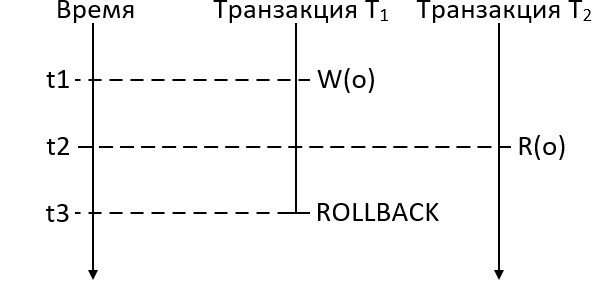 Время Транзакция T₁ Транзакция T₂
t1 W(o)
t2 R(o)
t3 ROLLBACK